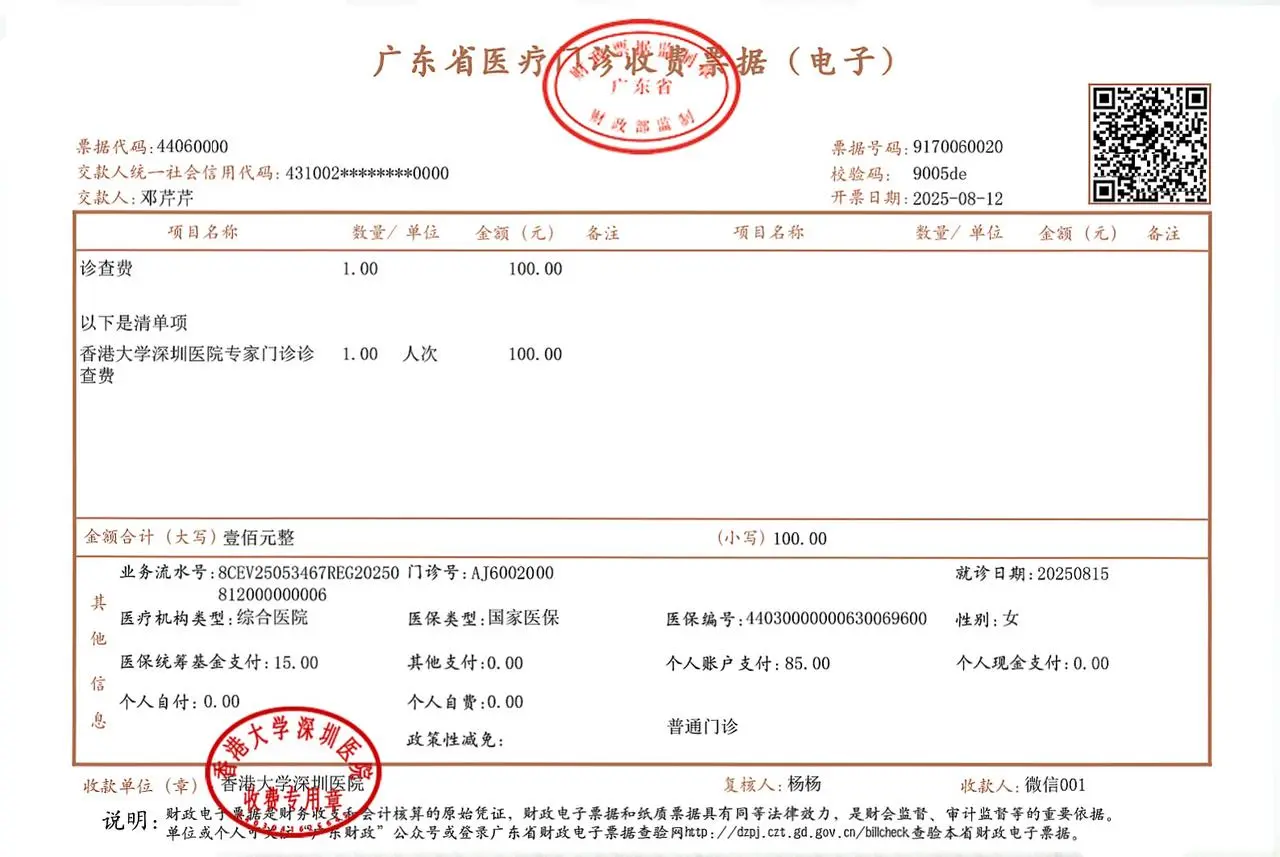 广东省医疗门诊收费票据（电子）
财政票据监制章
广东省
财政部监制
票据代码:44060000
票据号码:9170060020
交款人统一社会信用代码:431002********0000
校验码: 9005de
交款人:邓芹芹
开票日期:2025-08-12
项目名称 数量/单位 金额（元） 备注 项目名称 数量/单位 金额（元） 备注
诊查费 1.00 100.00
以下是清单项
香港大学深圳医院专家门诊诊 1.00 人次 100.00
查费
金额合计（大写）壹佰元整 （小写）100.00
其他信息
业务流水号:8CEV25053467REG20250 门诊号:AJ6002000 就诊日期:20250815
812000000006
医疗机构类型:综合医院 医保类型:国家医保 医保编号:44030000000630069600 性别:女
医保统筹基金支付:15.00 其他支付:0.00 个人账户支付:85.00 个人现金支付:0.00
个人自付:0.00 个人自费:0.00
普通门诊
政策性减免:
香港大学深圳医院
收费专用章
收款单位（章）香港大学深圳医院 复核人:杨杨 收款人:微信001
说明:财政电子票据是财务收支和会计核算的原始凭证，财政电子票据和纸质票据具有同等法律效力，是财会监督、审计监督等的重要依据。
单位或个人可关注“广东财政”公众号或登录广东省财政电子票据查验网http://dzpj.czt.gd.gov.cn/billcheck查验本省财政电子票据。